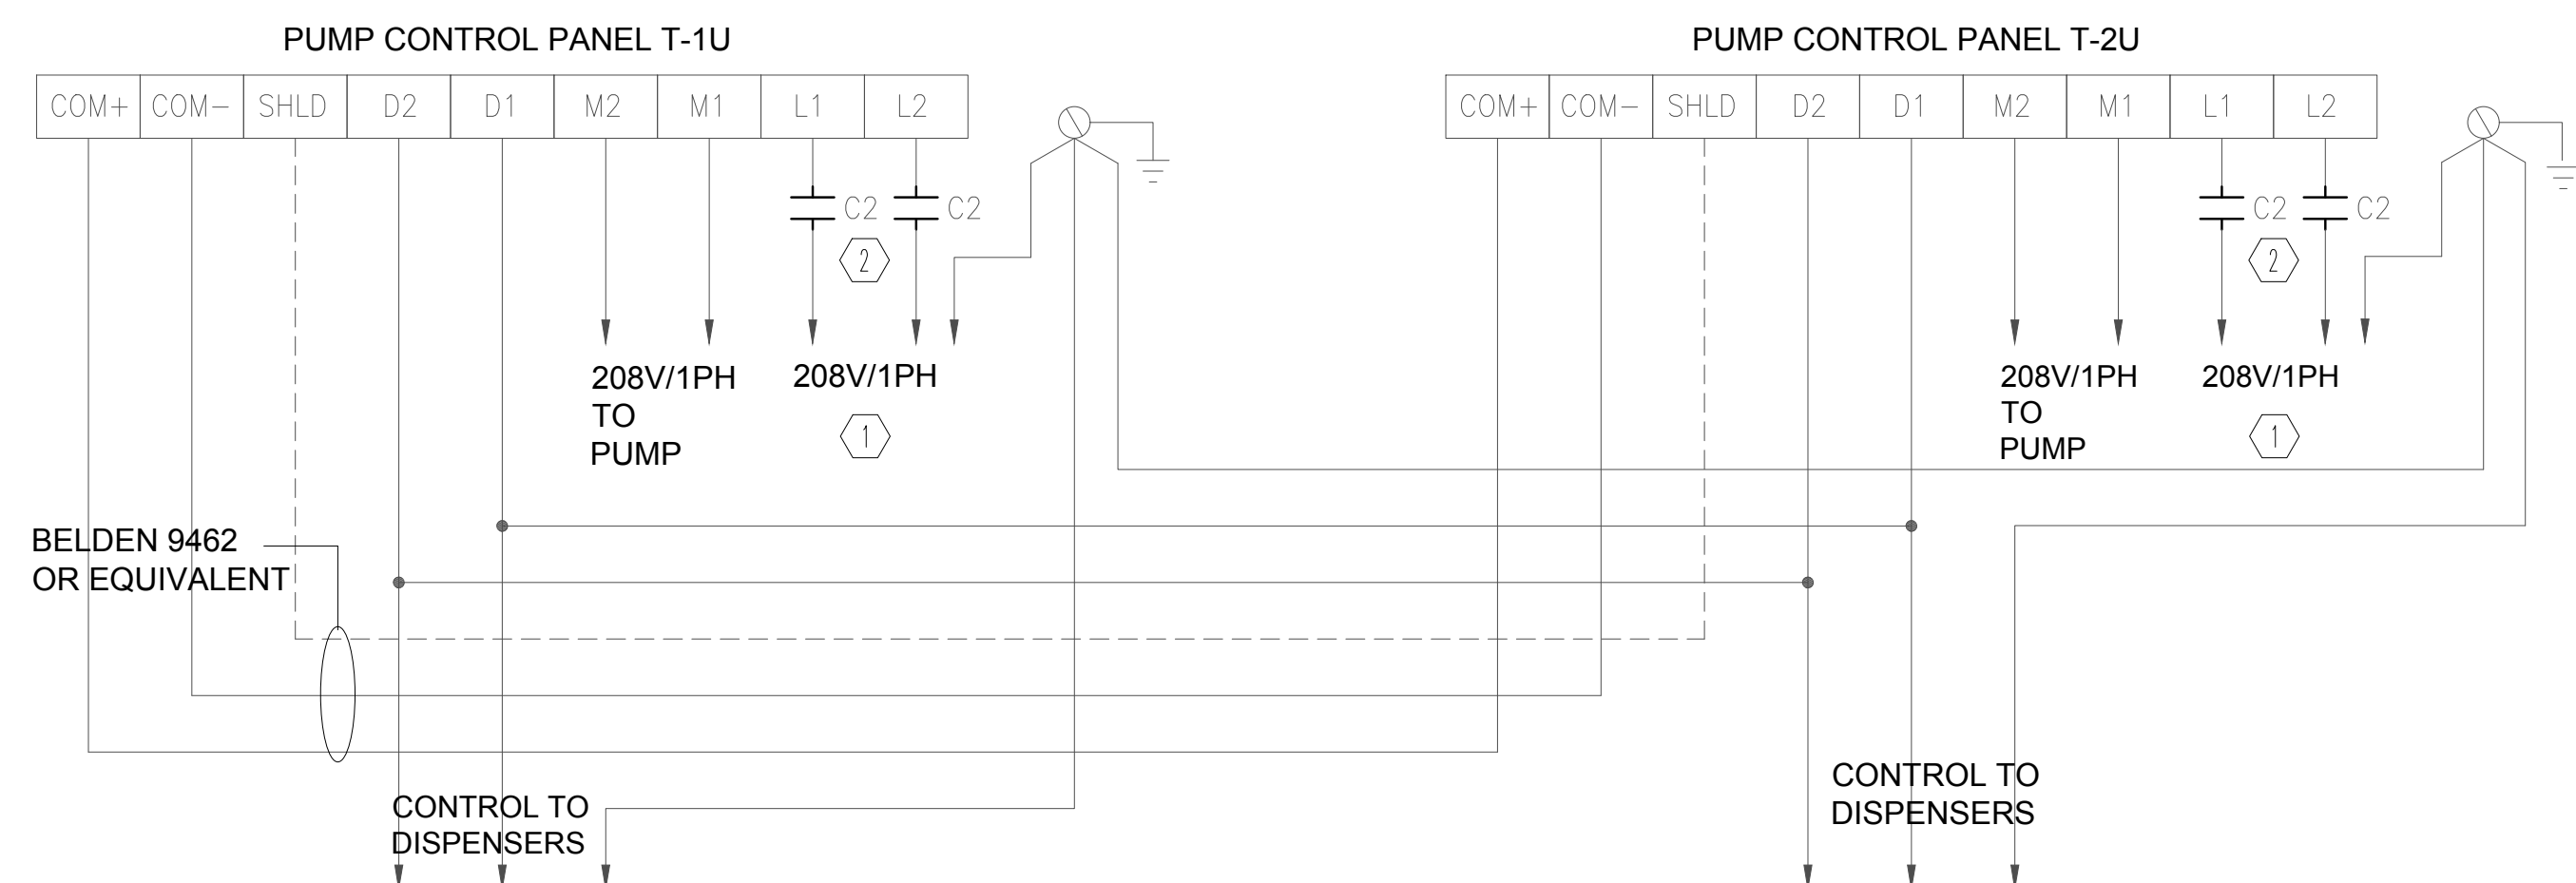 PUMP CONTROL PANEL T-1U
COM+ COM- SHLD D2 D1 M2 M1 L1 L2
C2 C2
2
208V/1PH
TO
PUMP
208V/1PH
1
BELDEN 9462
OR EQUIVALENT
CONTROL TO
DISPENSERS
PUMP CONTROL PANEL T-2U
COM+ COM- SHLD D2 D1 M2 M1 L1 L2
C2 C2
2
208V/1PH
TO
PUMP
208V/1PH
1
CONTROL TO
DISPENSERS